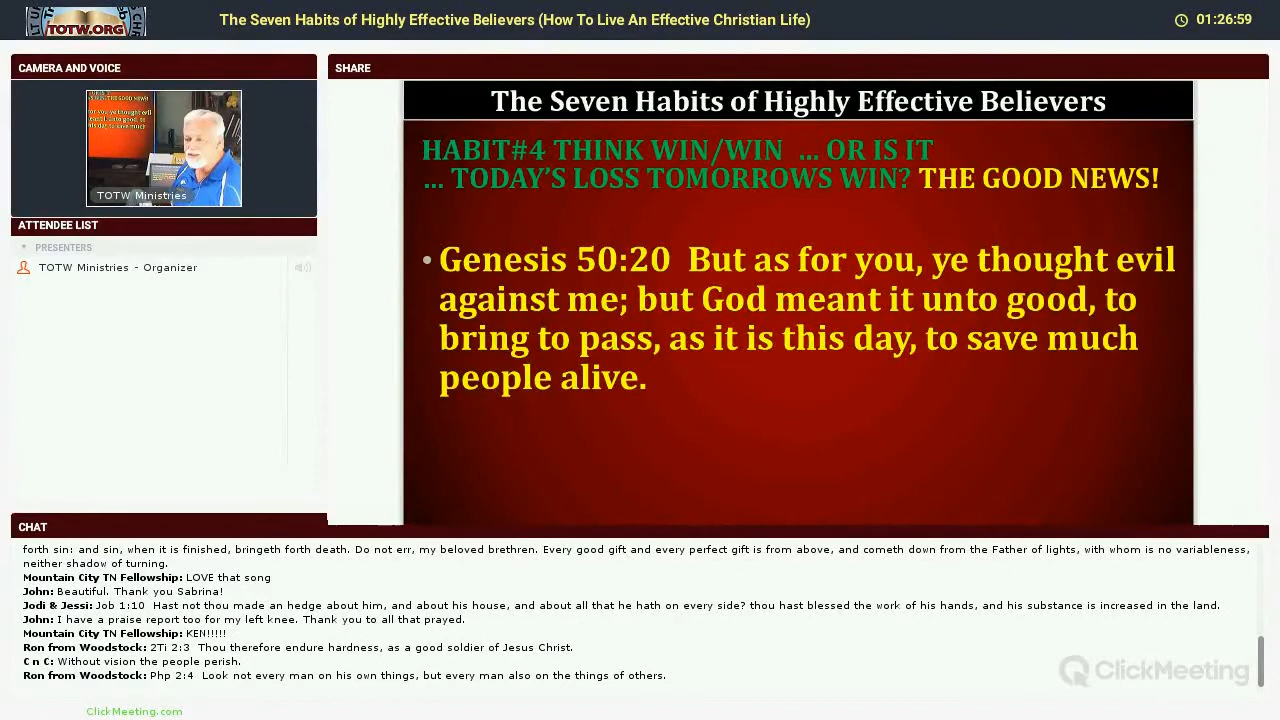 TOTW.ORG
The Seven Habits of Highly Effective Believers (How To Live An Effective Christian Life)
01:26:59
CAMERA AND VOICE
TOTW Ministries
ATTENDEE LIST
PRESENTERS
TOTW Ministries - Organizer
SHARE
The Seven Habits of Highly Effective Believers
HABIT#4 THINK WIN/WIN … OR IS IT
… TODAY’S LOSS TOMORROWS WIN? THE GOOD NEWS!
• Genesis 50:20 But as for you, ye thought evil
against me; but God meant it unto good, to
bring to pass, as it is this day, to save much
people alive.
CHAT
forth sin: and sin, when it is finished, bringeth forth death. Do not err, my beloved brethren. Every good gift and every perfect gift is from above, and cometh down from the Father of lights, with whom is no variableness,
neither shadow of turning.
Mountain City TN Fellowship: LOVE that song
John: Beautiful. Thank you Sabrina!
Jodi & Jessi: Job 1:10 Hast not thou made an hedge about him, and about his house, and about all that he hath on every side? thou hast blessed the work of his hands, and his substance is increased in the land.
John: I have a praise report too for my left knee. Thank you to all that prayed.
Mountain City TN Fellowship: KEN!!!!!
Ron from Woodstock: 2Ti 2:3 Thou therefore endure hardness, as a good soldier of Jesus Christ.
C n C: Without vision the people perish.
Ron from Woodstock: Php 2:4 Look not every man on his own things, but every man also on the things of others.
ClickMeeting
ClickMeeting.com